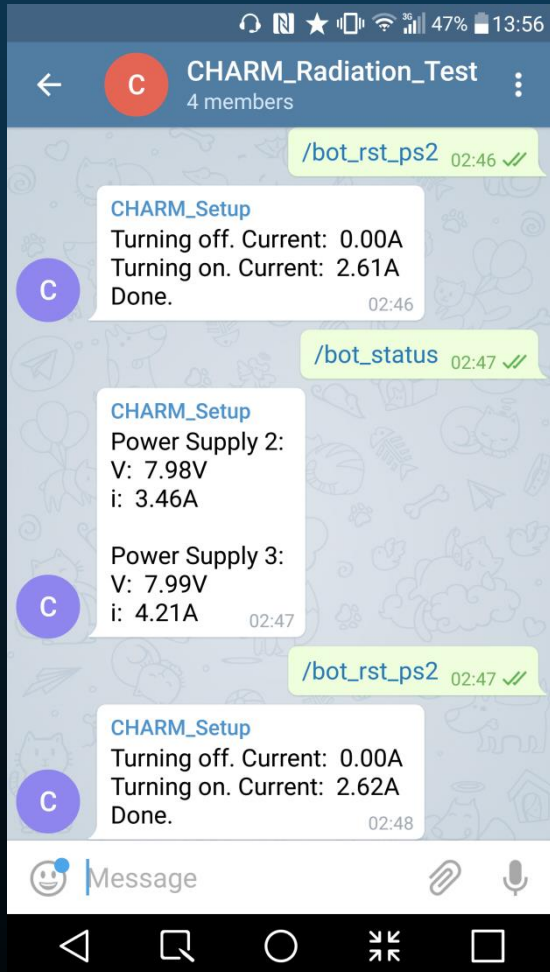 3G 47% 13:56
C
CHARM_Radiation_Test
4 members
/bot_rst_ps2 02:46
CHARM_Setup
Turning off. Current: 0.00A
Turning on. Current: 2.61A
C
Done.
02:46
/bot_status 02:47
CHARM_Setup
Power Supply 2:
V: 7.98V
i: 3.46A
Power Supply 3:
V: 7.99V
C
i: 4.21A
02:47
/bot_rst_ps2 02:47
CHARM_Setup
Turning off. Current: 0.00A
Turning on. Current: 2.62A
C
Done.
02:48
Message